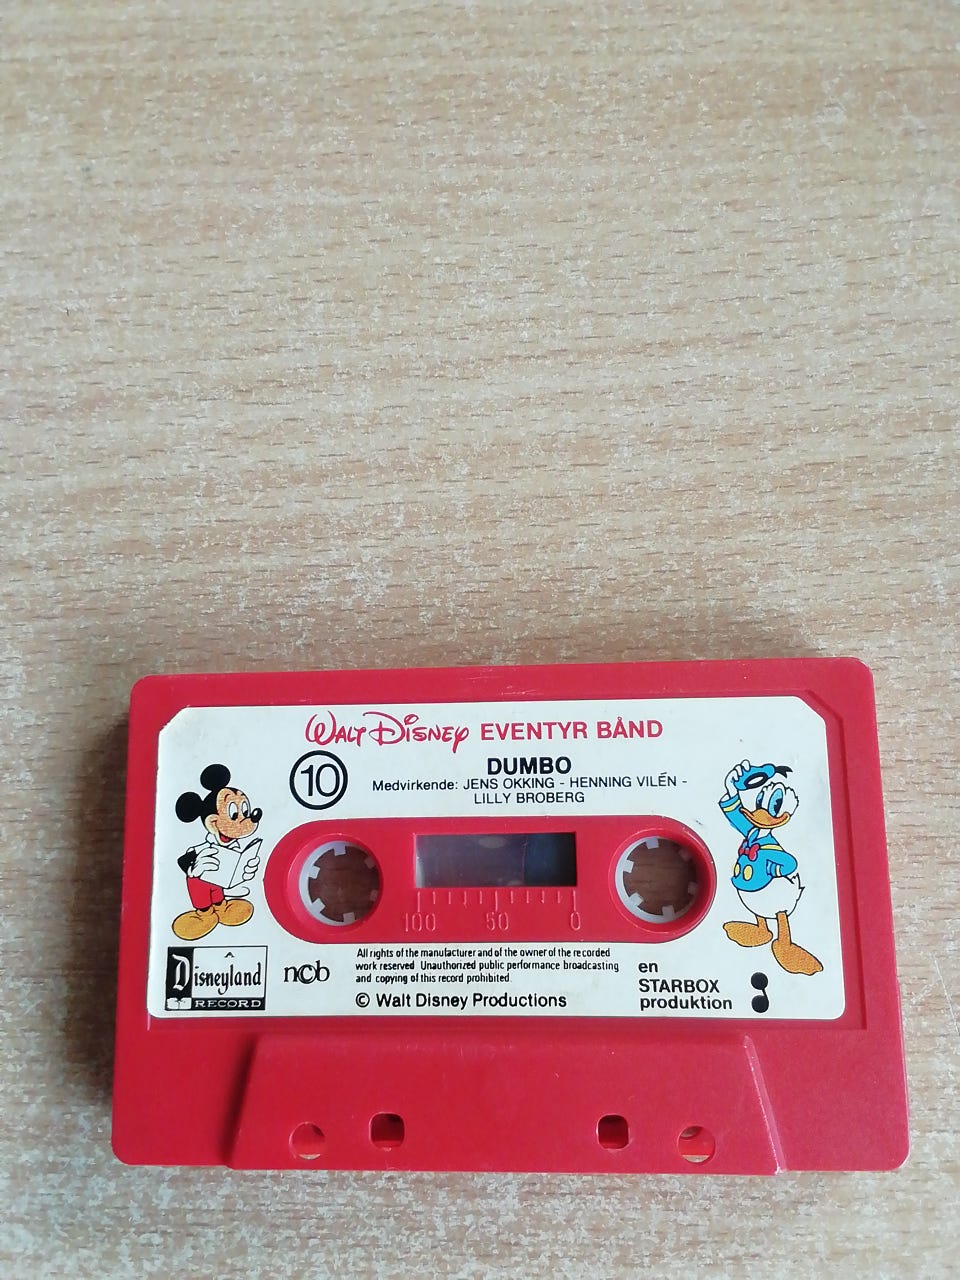 Walt Disney EVENTYR BÅND
10
DUMBO
Medvirkende: JENS OKKING - HENNING VILÉN -
LILLY BROBERG
100 50 0
Disneyland
RECORD
ncb
All rights of the manufacturer and of the owner of the recorded
work reserved Unauthorized public performance broadcasting
and copying of this record prohibited.
© Walt Disney Productions
en
STARBOX
produktion